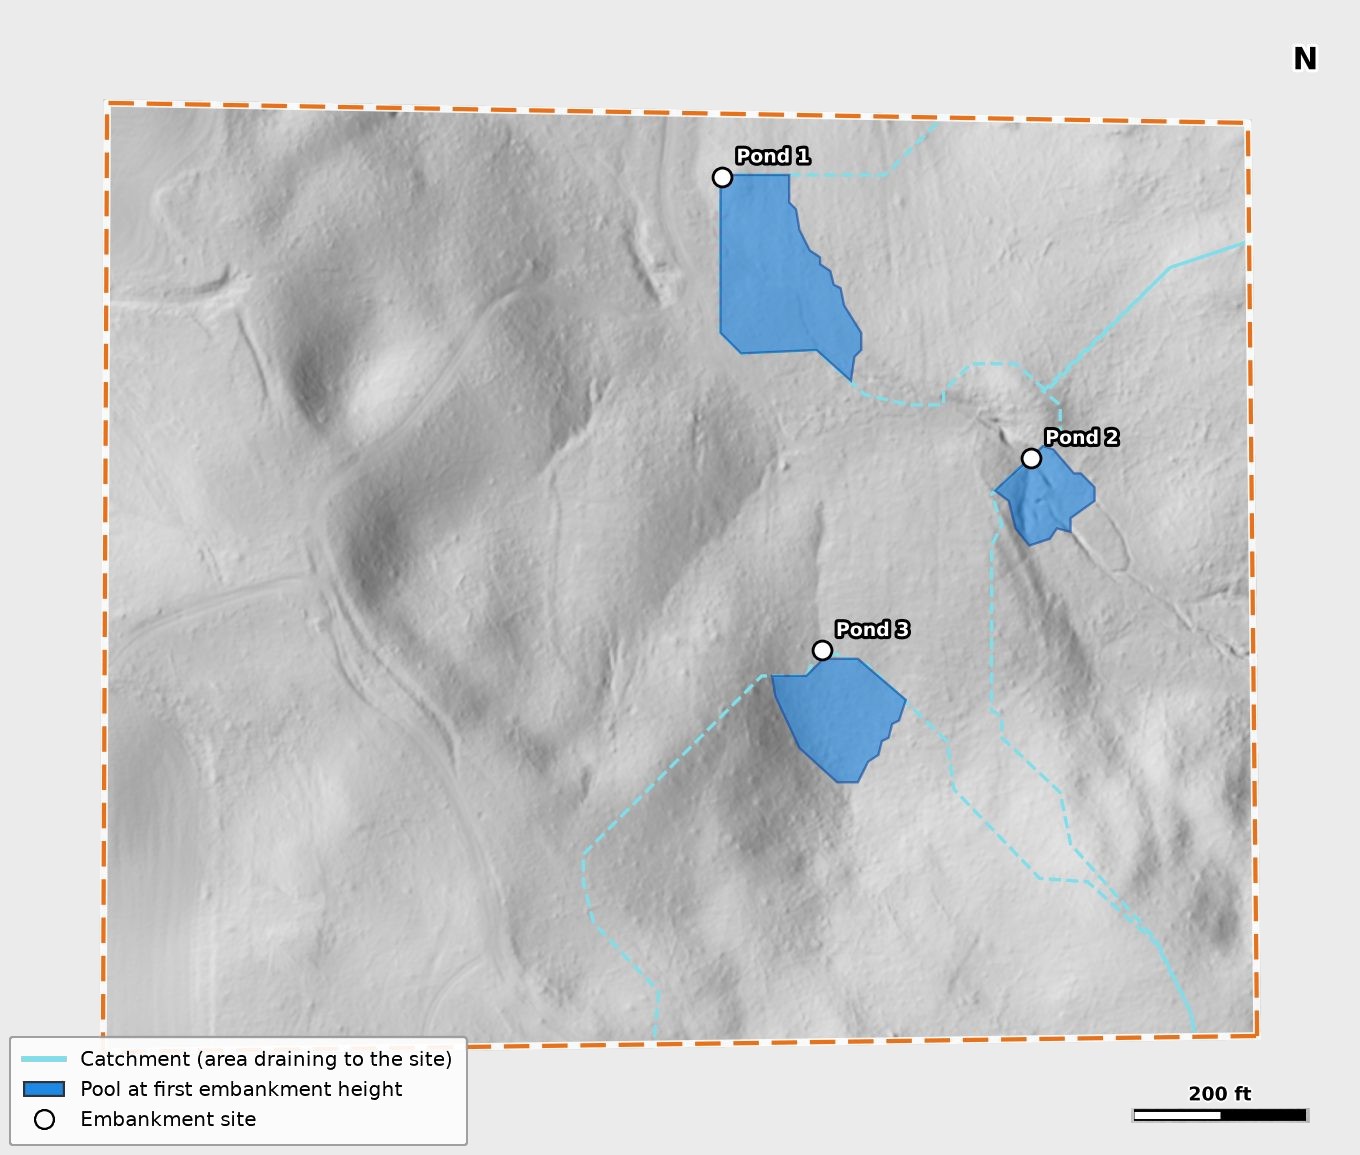 N
Pond 1
Pond 2
Pond 3
Catchment (area draining to the site)
Pool at first embankment height
Embankment site
200 ft